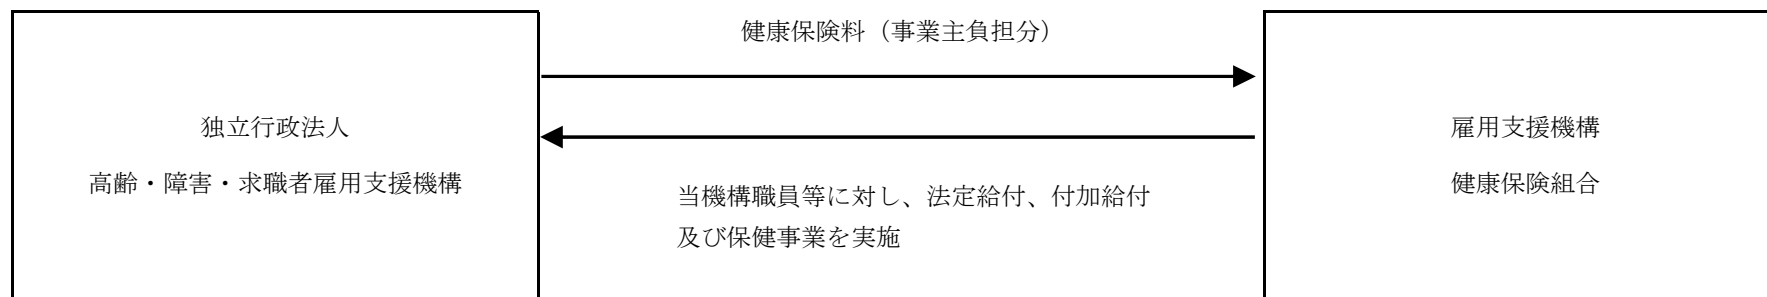 健康保険料（事業主負担分）
独立行政法人
高齢・障害・求職者雇用支援機構
当機構職員等に対し、法定給付、付加給付
及び保健事業を実施
雇用支援機構
健康保険組合